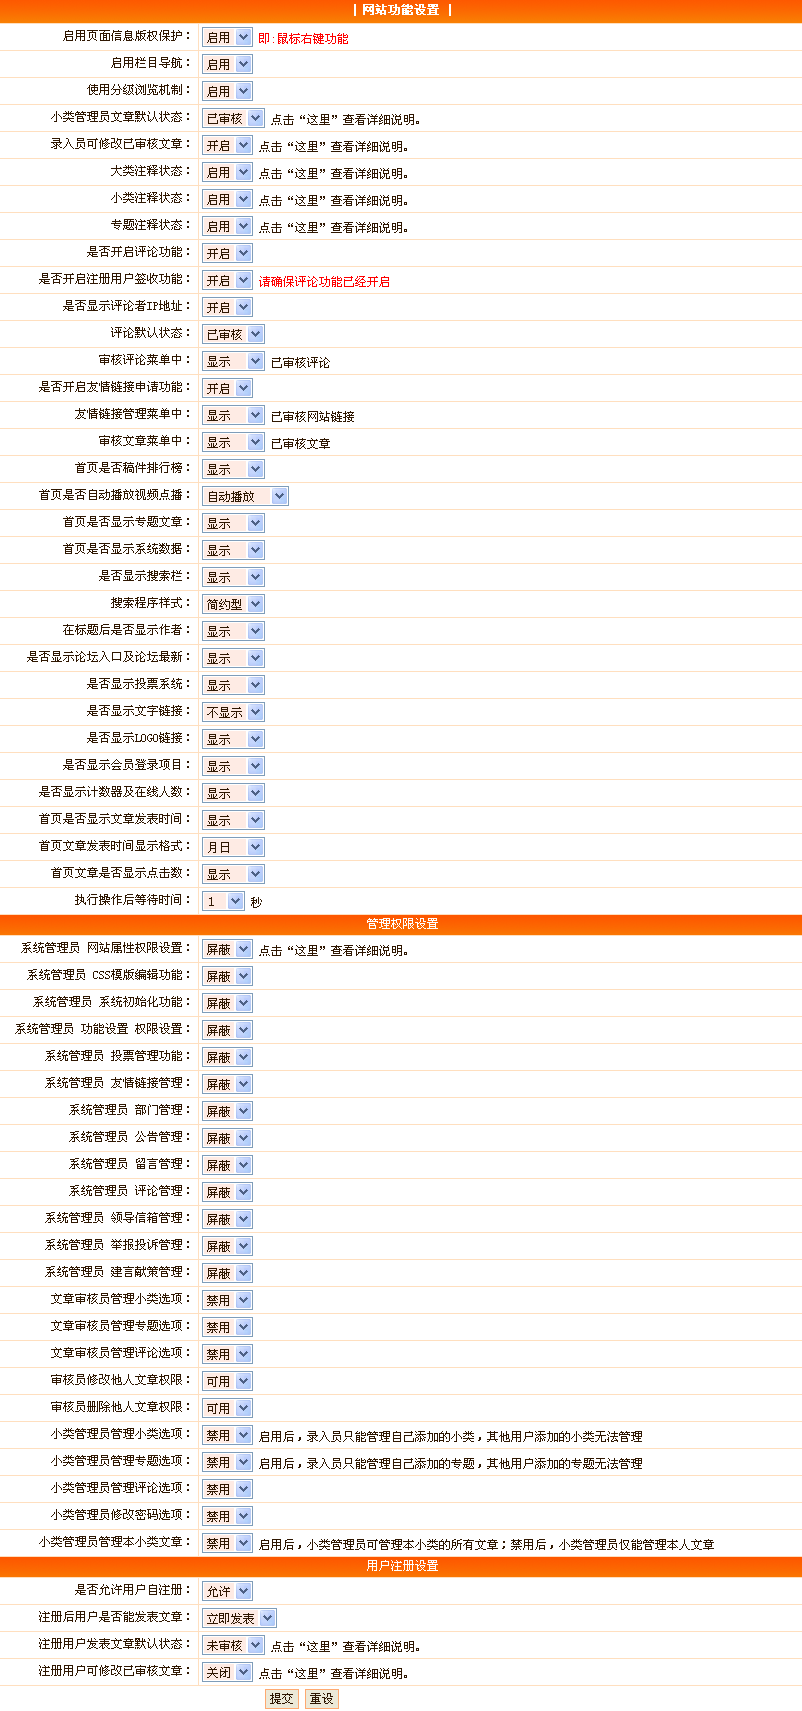 | 网站功能设置 |
启用页面信息版权保护： 启用 即:鼠标右键功能
启用栏目导航： 启用
使用分级浏览机制： 启用
小类管理员文章默认状态： 已审核 点击“这里”查看详细说明。
录入员可修改已审核文章： 开启 点击“这里”查看详细说明。
大类注释状态： 启用 点击“这里”查看详细说明。
小类注释状态： 启用 点击“这里”查看详细说明。
专题注释状态： 启用 点击“这里”查看详细说明。
是否开启评论功能： 开启
是否开启注册用户签收功能： 开启 请确保评论功能已经开启
是否显示评论者IP地址： 开启
评论默认状态： 已审核
审核评论菜单中： 显示 已审核评论
是否开启友情链接申请功能： 开启
友情链接管理菜单中： 显示 已审核网站链接
审核文章菜单中： 显示 已审核文章
首页是否稿件排行榜： 显示
首页是否自动播放视频点播： 自动播放
首页是否显示专题文章： 显示
首页是否显示系统数据： 显示
是否显示搜索栏： 显示
搜索程序样式： 简约型
在标题后是否显示作者： 显示
是否显示论坛入口及论坛最新： 显示
是否显示投票系统： 显示
是否显示文字链接： 不显示
是否显示LOGO链接： 显示
是否显示会员登录项目： 显示
是否显示计数器及在线人数： 显示
首页是否显示文章发表时间： 显示
首页文章发表时间显示格式： 月日
首页文章是否显示点击数： 显示
执行操作后等待时间： 1 秒
管理权限设置
系统管理员 网站属性权限设置： 屏蔽 点击“这里”查看详细说明。
系统管理员 CSS模版编辑功能： 屏蔽
系统管理员 系统初始化功能： 屏蔽
系统管理员 功能设置 权限设置： 屏蔽
系统管理员 投票管理功能： 屏蔽
系统管理员 友情链接管理： 屏蔽
系统管理员 部门管理： 屏蔽
系统管理员 公告管理： 屏蔽
系统管理员 留言管理： 屏蔽
系统管理员 评论管理： 屏蔽
系统管理员 领导信箱管理： 屏蔽
系统管理员 举报投诉管理： 屏蔽
系统管理员 建言献策管理： 屏蔽
文章审核员管理小类选项： 禁用
文章审核员管理专题选项： 禁用
文章审核员管理评论选项： 禁用
审核员修改他人文章权限： 可用
审核员删除他人文章权限： 可用
小类管理员管理小类选项： 禁用 启用后，录入员只能管理自己添加的小类，其他用户添加的小类无法管理
小类管理员管理专题选项： 禁用 启用后，录入员只能管理自己添加的专题，其他用户添加的专题无法管理
小类管理员管理评论选项： 禁用
小类管理员修改密码选项： 禁用
小类管理员管理本小类文章： 禁用 启用后，小类管理员可管理本小类的所有文章；禁用后，小类管理员仅能管理本人文章
用户注册设置
是否允许用户自注册： 允许
注册后用户是否能发表文章： 立即发表
注册用户发表文章默认状态： 未审核 点击“这里”查看详细说明。
注册用户可修改已审核文章： 关闭 点击“这里”查看详细说明。
提交 重设